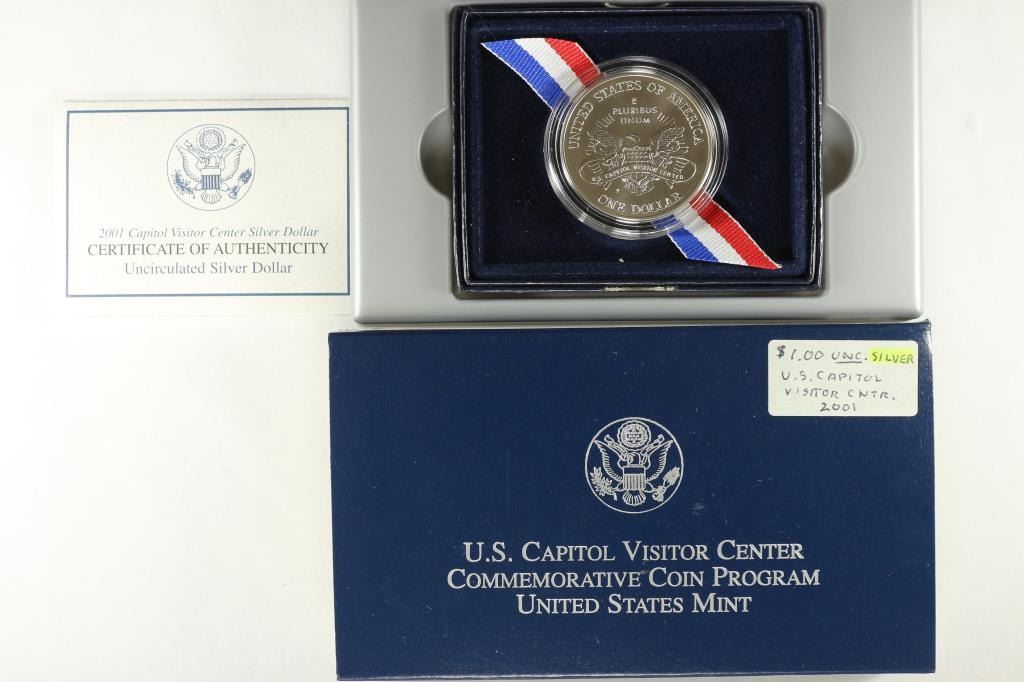 2001 Capitol Visitor Center Silver Dollar
CERTIFICATE OF AUTHENTICITY
Uncirculated Silver Dollar
UNITED STATES OF AMERICA
E
PLURIBUS
UNUM
U.S. CAPITOL VISITOR CENTER
ONE DOLLAR
$1.00 UNC. SILVER
U.S. CAPITOL
VISITOR CNTR.
2001
U.S. CAPITOL VISITOR CENTER
COMMEMORATIVE COIN PROGRAM
UNITED STATES MINT